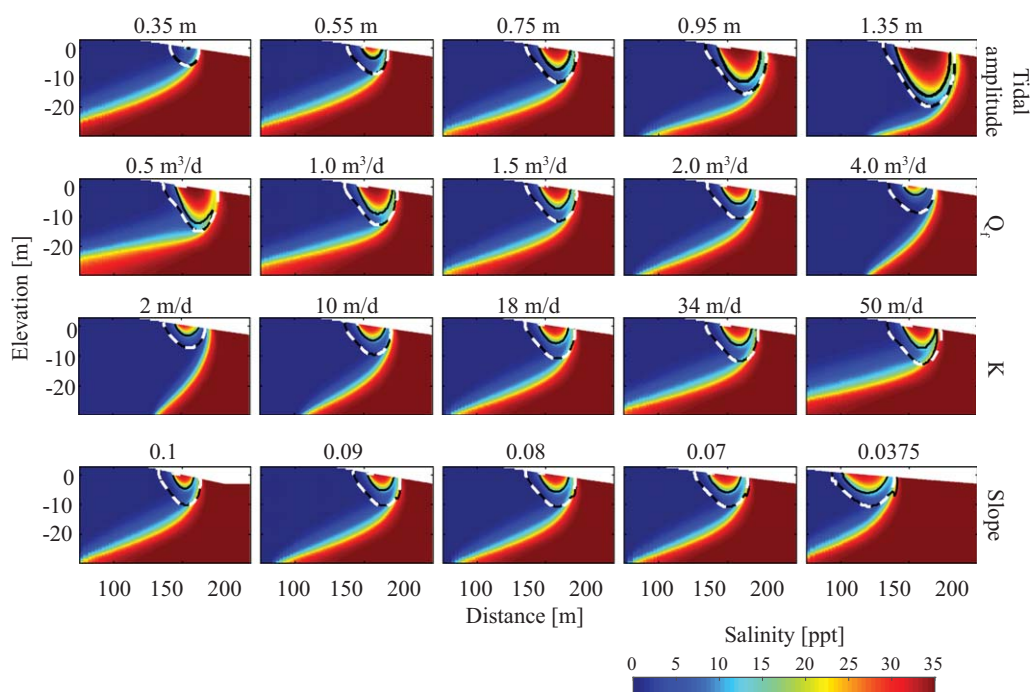 0.35 m 0.55 m 0.75 m 0.95 m 1.35 m
0
-10
-20
Tidal
amplitude
0.5 m³/d 1.0 m³/d 1.5 m³/d 2.0 m³/d 4.0 m³/d
0
-10
-20
Q_f
Elevation [m]
2 m/d 10 m/d 18 m/d 34 m/d 50 m/d
0
-10
-20
K
0.1 0.09 0.08 0.07 0.0375
0
-10
-20
Slope
100 150 200 100 150 200 100 150 200 100 150 200 100 150 200
Distance [m]
Salinity [ppt]
0 5 10 15 20 25 30 35